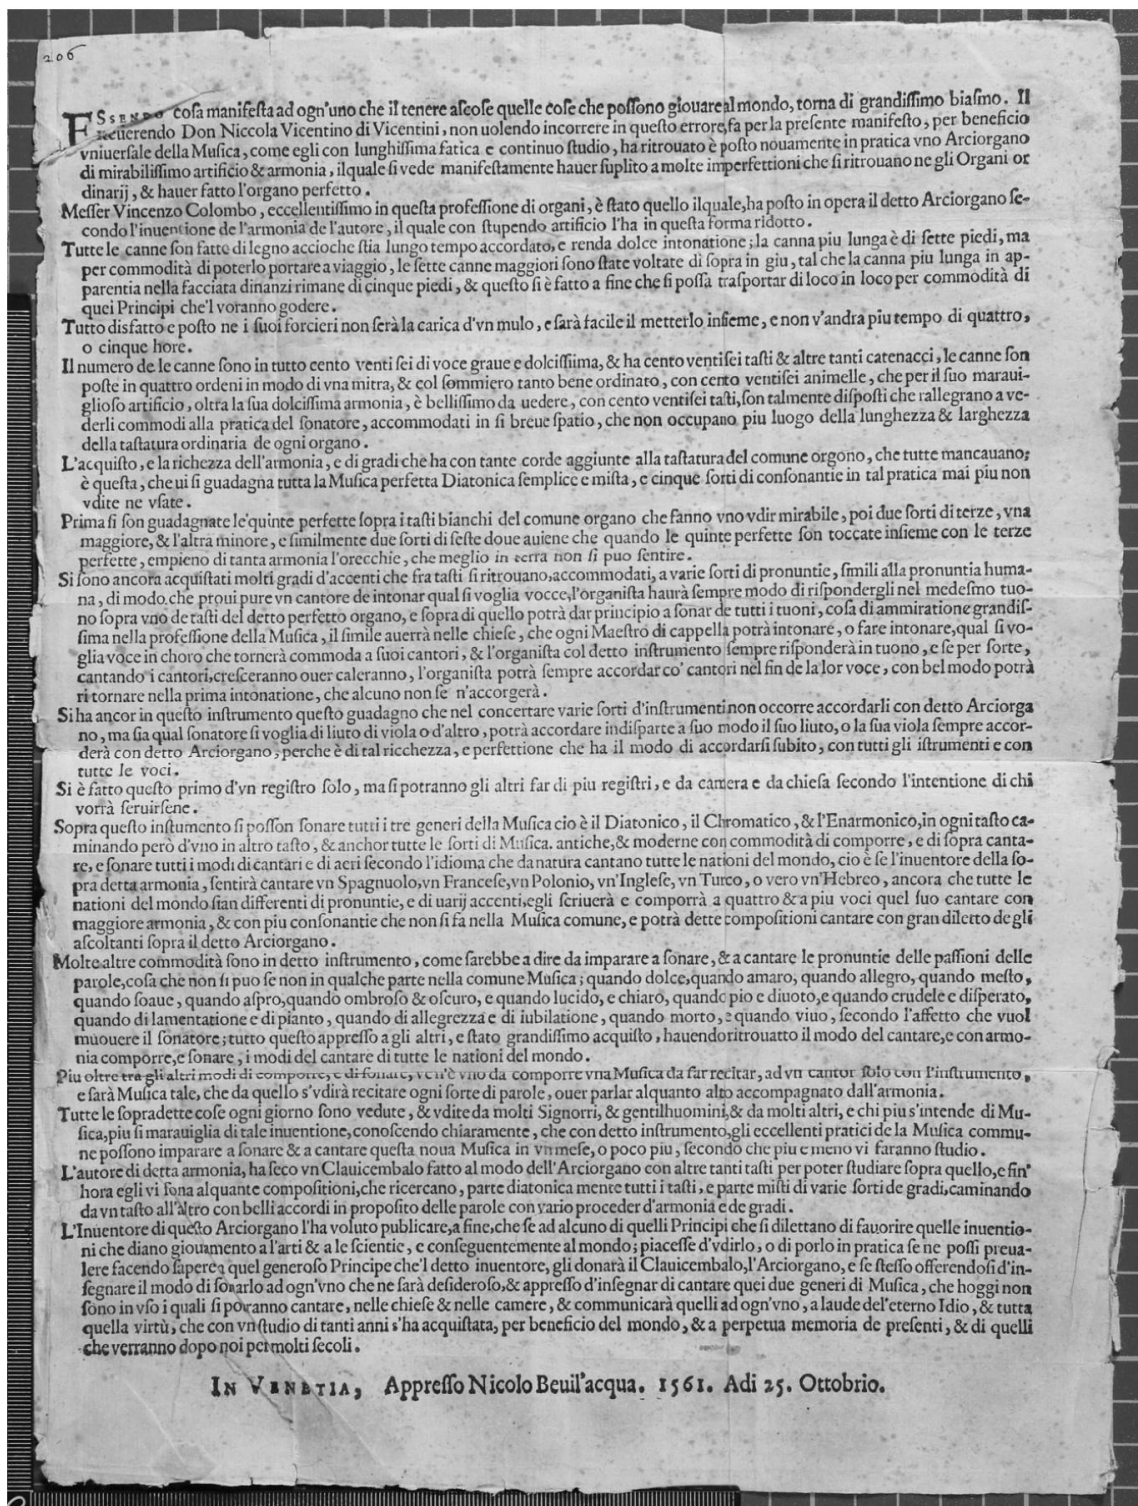 206
ESSENDO cosa manifesta ad ogn'uno che il tenere ascose quelle cose che possono giouare al mondo, torna di grandissimo biasmo. Il
Reuerendo Don Niccola Vicentino di Vicentini, non uolendo incorrere in questo errore, fa per la presente manifesto, per beneficio
vniuersale della Musica, come egli con lunghissima fatica e continuo studio, ha ritrouato è posto nouamente in pratica vno Arciorgano
di mirabilissimo artificio & armonia, ilquale si vede manifestamente hauer suplito a molte imperfettioni che si ritrouano ne gli Organi or
dinarij, & hauer fatto l'organo perfetto.
Messer Vincenzo Colombo, eccellentissimo in questa professione di organi, è stato quello ilquale, ha posto in opera il detto Arciorgano se-
condo l'inuentione de l'armonia de l'autore, il quale con stupendo artificio l'ha in questa forma ridotto.
Tutte le canne son fatte di legno accioche stia lungo tempo accordato, e renda dolce intonatione; la canna piu lunga è di sette piedi, ma
per commodità di poterlo portare a viaggio, le sette canne maggiori sono state voltate di sopra in giu, tal che la canna piu lunga in ap-
parentia nella facciata dinanzi rimane di cinque piedi, & questo si è fatto a fine che si possa trasportar di loco in loco per commodità di
quei Principi che'l voranno godere.
Tutto disfatto e posto ne i suoi forcieri non serà la carica d'vn mulo, e sarà facile il metterlo insieme, e non v'andra piu tempo di quattro,
o cinque hore.
Il numero de le canne sono in tutto cento venti sei di voce graue e dolcissima, & ha cento ventisei tasti & altre tanti catenacci, le canne son
poste in quattro ordeni in modo di vna mitra, & col sommiero tanto bene ordinato, con cento ventisei animelle, che per il suo maraui-
glioso artificio, oltra la sua dolcissima armonia, è bellissimo da uedere, con cento ventisei tasti, son talmente disposti che rallegrano a ve-
derli commodi alla pratica del sonatore, accommodati in si breue spatio, che non occupano piu luogo della lunghezza & larghezza
della tastatura ordinaria de ogni organo.
L'acquisto, e la richezza dell'armonia, e di gradi che ha con tante corde aggiunte alla tastatura del comune orgono, che tutte mancauano;
è questa, che ui si guadagna tutta la Musica perfetta Diatonica semplice e mista, e cinque sorti di consonantie in tal pratica mai piu non
vdite ne vsate.
Prima si son guadagnate le quinte perfette sopra i tasti bianchi del comune organo che fanno vno vdir mirabile, poi due sorti di terze, vna
maggiore, & l'altra minore, e similmente due sorti di seste doue auiene che quando le quinte perfette son toccate insieme con le terze
perfette, empieno di tanta armonia l'orecchie, che meglio in terra non si puo sentire.
Si sono ancora acquistati molti gradi d'accenti che fra tasti si ritrouano, accommodati, a varie sorti di pronuntie, simili alla pronuntia huma-
na, di modo che proui pure vn cantore de intonar qual si voglia vocce, l'organista haurà sempre modo di rispondergli nel medesmo tuo-
no sopra vno de tasti del detto perfetto organo, e sopra di quello potrà dar principio a sonar de tutti i tuoni, cosa di ammiratione grandis-
sima nella professione della Musica, il simile auerrà nelle chiese, che ogni Maestro di cappella potrà intonare, o fare intonare, qual si vo-
glia voce in choro che tornerà commoda a suoi cantori, & l'organista col detto instrumento sempre risponderà in tuono, e se per sorte,
cantando i cantori, cresceranno ouer caleranno, l'organista potrà sempre accordar co' cantori nel fin de la lor voce, con bel modo potrà
ri tornare nella prima intonatione, che alcuno non se n'accorgerà.
Si ha ancor in questo instrumento questo guadagno che nel concertare varie sorti d'instrumenti non occorre accordarli con detto Arciorga
no, ma sia qual sonatore si voglia di liuto di viola o d'altro, potrà accordare indisparte a suo modo il suo liuto, o la sua viola sempre accor-
derà con detto Arciorgano, perche è di tal ricchezza, e perfettione che ha il modo di accordarsi subito, con tutti gli istrumenti e con
tutte le voci.
Si è fatto questo primo d'vn registro solo, ma si potranno gli altri far di piu registri, e da camera e da chiesa secondo l'intentione di chi
vorrà seruirsene.
Sopra questo instumento si posson sonare tutti i tre generi della Musica cio è il Diatonico, il Chromatico, & l'Enarmonico, in ogni tasto ca-
minando però d'vno in altro tasto, & anchor tutte le sorti di Musica. antiche, & moderne con commodità di comporre, e di sopra canta-
re, e sonare tutti i modi di cantari e di aeri secondo l'idioma che da natura cantano tutte le nationi del mondo, cio è se l'inuentore della so-
pra detta armonia, sentirà cantare vn Spagnuolo, vn Francese, vn Polonio, vn'Inglese, vn Turco, o vero vn'Hebreo, ancora che tutte le
nationi del mondo sian differenti di pronuntie, e di uarij accenti, egli scriuerà e comporrà a quattro & a piu voci quel suo cantare con
maggiore armonia, & con piu consonantie che non si fa nella Musica comune, e potrà dette compositioni cantare con gran diletto de gli
ascoltanti sopra il detto Arciorgano.
Molte altre commodità sono in detto instrumento, come sarebbe a dire da imparare a sonare, & a cantare le pronuntie delle passioni delle
parole, cosa che non si puo se non in qualche parte nella comune Musica; quando dolce, quando amaro, quando allegro, quando mesto,
quando soaue, quando aspro, quando ombroso & oscuro, e quando lucido, e chiaro, quando pio e diuoto, e quando crudele e disperato,
quando di lamentatione e di pianto, quando di allegrezza e di iubilatione, quando morto, e quando viuo, secondo l'affetto che vuol
muouere il sonatore; tutto questo appresso a gli altri, e stato grandissimo acquisto, hauendo ritrouatto il modo del cantare, e con armo-
nia comporre, e sonare, i modi del cantare di tutte le nationi del mondo.
Piu oltre tra gli altri modi di comporre, e di sonare, ve n'è vno da comporre vna Musica da far recitar, ad vn cantor solo con l'instrumento,
e sarà Musica tale, che da quello s'vdirà recitare ogni sorte di parole, ouer parlar alquanto alto accompagnato dall'armonia.
Tutte le sopradette cose ogni giorno sono vedute, & vdite da molti Signorri, & gentilhuomini, & da molti altri, e chi piu s'intende di Mu-
sica, piu si marauiglia di tale inuentione, conoscendo chiaramente, che con detto instrumento, gli eccellenti pratici de la Musica commu-
ne possono imparare a sonare & a cantare questa noua Musica in vn mese, o poco piu, secondo che piu e meno vi faranno studio.
L'autore di detta armonia, ha seco vn Clauicembalo fatto al modo dell'Arciorgano con altre tanti tasti per poter studiare sopra quello, e fin'
hora egli vi sona alquante compositioni, che ricercano, parte diatonica mente tutti i tasti, e parte misti di varie sorti de gradi, caminando
da vn tasto all'altro con belli accordi in proposito delle parole con vario proceder d'armonia e de gradi.
L'Inuentore di questo Arciorgano l'ha voluto publicare, a fine, che se ad alcuno di quelli Principi che si dilettano di fauorire quelle inuentio-
ni che diano giouamento a l'arti & a le scientie, e conseguentemente al mondo; piacesse d'vdirlo, o di porlo in pratica se ne possi preua-
lere facendo sapere a quel generoso Principe che'l detto inuentore, gli donarà il Clauicembalo, l'Arciorgano, e se stesso offerendosi d'in-
segnare il modo di sonarlo ad ogn'vno che ne sarà desideroso, & appresso d'insegnar di cantare quei due generi di Musica, che hoggi non
sono in vso i quali si potranno cantare, nelle chiese & nelle camere, & communicarà quelli ad ogn'vno, a laude del'eterno Idio, & tutta
quella virtù, che con vn studio di tanti anni s'ha acquistata, per beneficio del mondo, & a perpetua memoria de presenti, & di quelli
che verranno dopo noi per molti secoli.
IN VENETIA, Appresso Nicolo Beuil'acqua. 1561. Adi 25. Ottobrio.